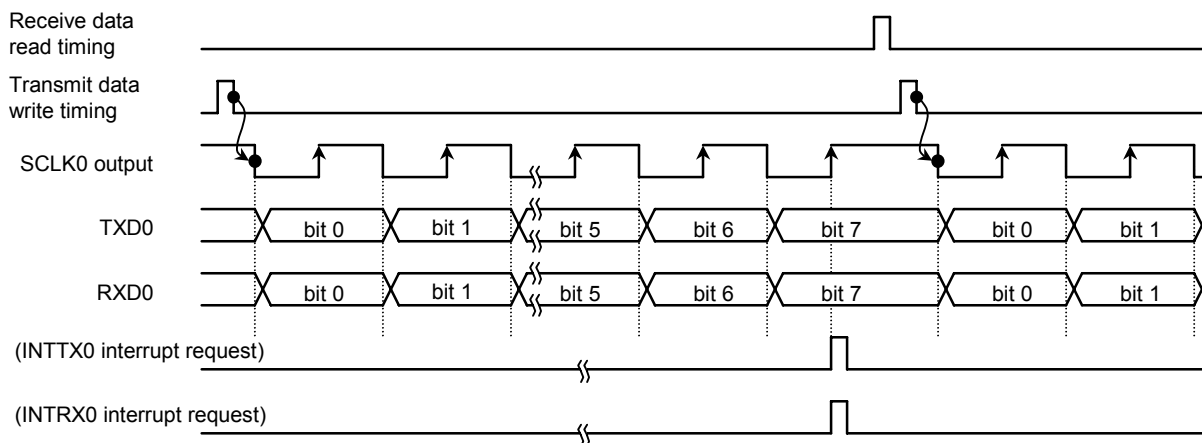 Receive data
read timing
Transmit data
write timing
SCLK0 output
TXD0 bit 0 bit 1 bit 5 bit 6 bit 7 bit 0 bit 1
RXD0 bit 0 bit 1 bit 5 bit 6 bit 7 bit 0 bit 1
(INTTX0 interrupt request)
(INTRX0 interrupt request)